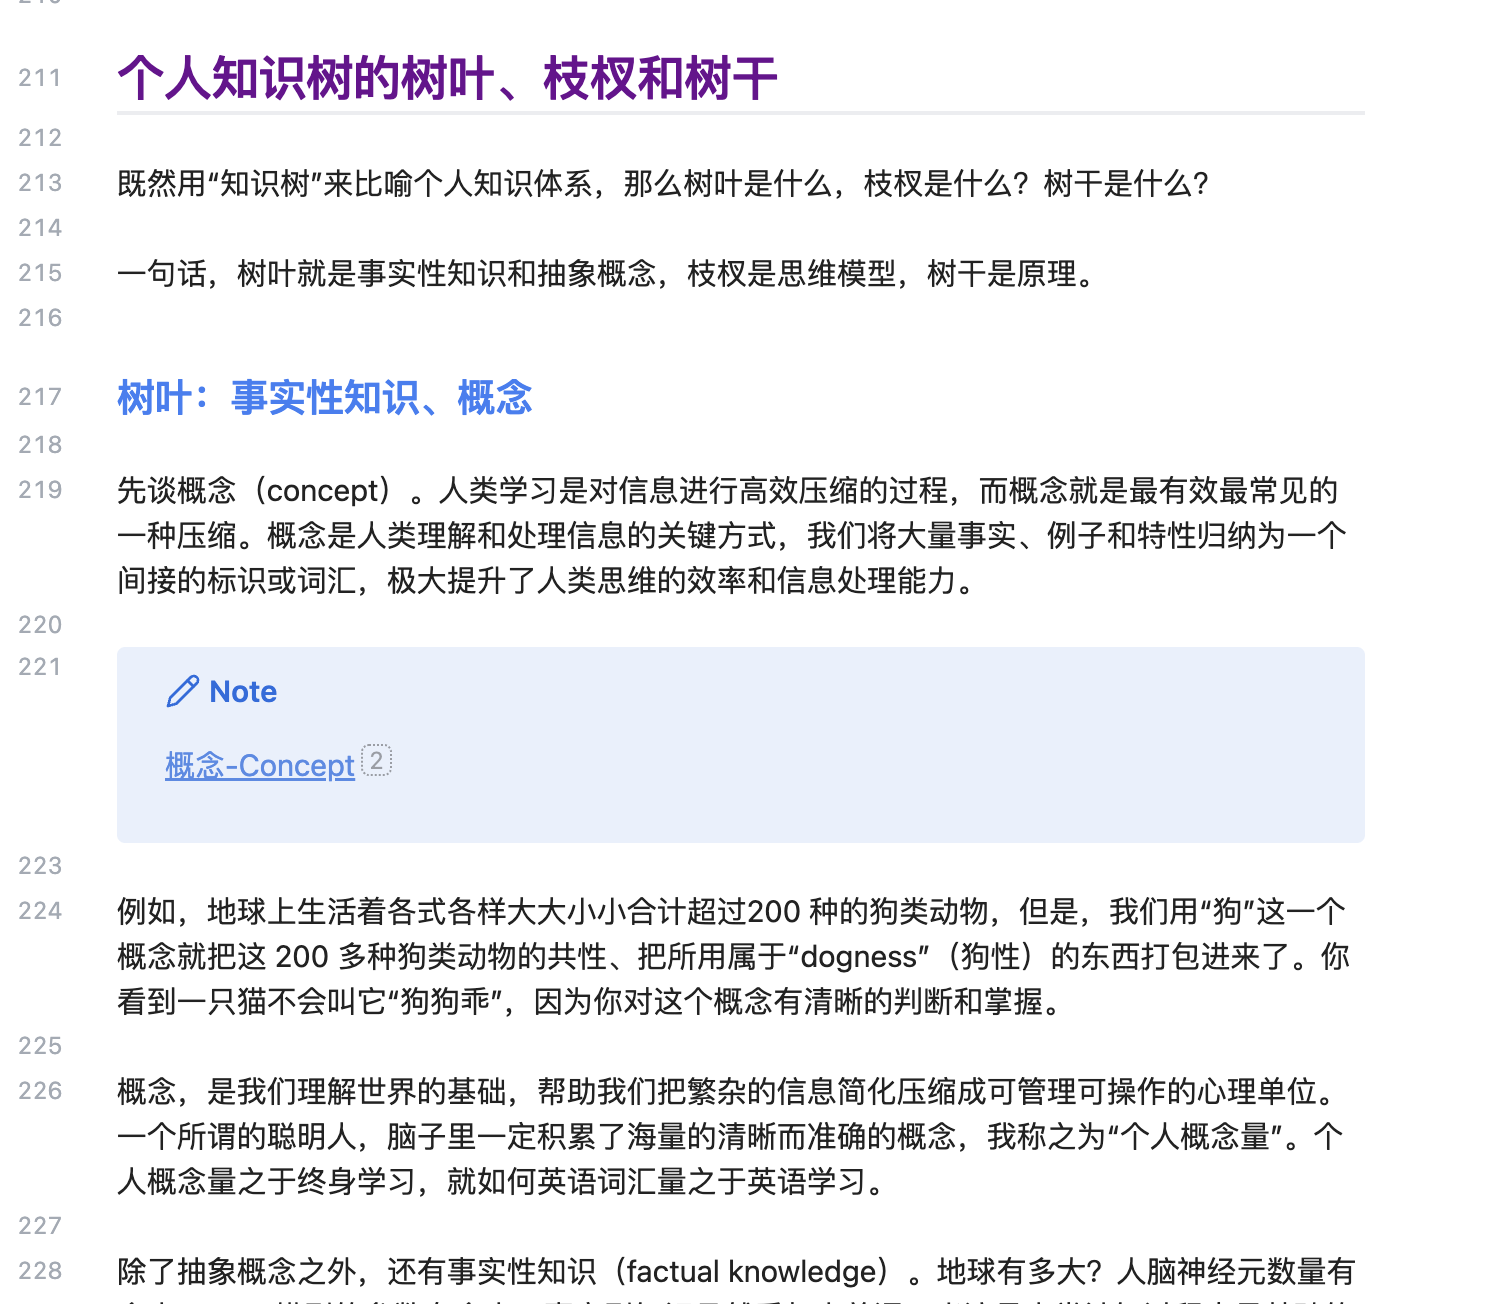 211 个人知识树的树叶、枝杈和树干
212
213 既然用“知识树”来比喻个人知识体系，那么树叶是什么，枝杈是什么？树干是什么？
214
215 一句话，树叶就是事实性知识和抽象概念，枝杈是思维模型，树干是原理。
216
217 树叶：事实性知识、概念
218
219 先谈概念（concept）。人类学习是对信息进行高效压缩的过程，而概念就是最有效最常见的
一种压缩。概念是人类理解和处理信息的关键方式，我们将大量事实、例子和特性归纳为一个
间接的标识或词汇，极大提升了人类思维的效率和信息处理能力。
220
221 Note
概念-Concept 2
223
224 例如，地球上生活着各式各样大大小小合计超过200 种的狗类动物，但是，我们用“狗”这一个
概念就把这 200 多种狗类动物的共性、把所用属于“dogness”（狗性）的东西打包进来了。你
看到一只猫不会叫它“狗狗乖”，因为你对这个概念有清晰的判断和掌握。
225
226 概念，是我们理解世界的基础，帮助我们把繁杂的信息简化压缩成可管理可操作的心理单位。
一个所谓的聪明人，脑子里一定积累了海量的清晰而准确的概念，我称之为“个人概念量”。个
人概念量之于终身学习，就如何英语词汇量之于英语学习。
227
228 除了抽象概念之外，还有事实性知识（factual knowledge）。地球有多大？人脑神经元数量有